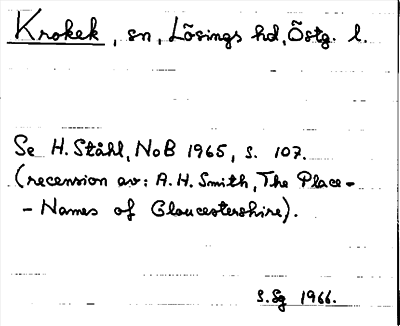 Krokek, sn, Lösings hd, Östg. l.
Se H. Ståhl, NoB 1965, s. 107.
(recension av: A.H. Smith, The Place-
- Names of Gloucestershire).
S.Sg 1966.